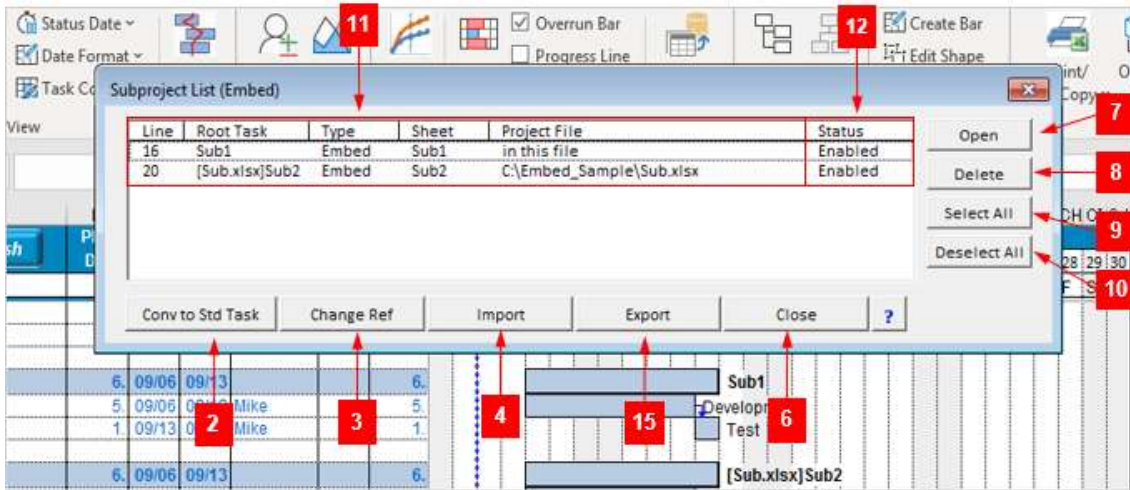 Status Date
Date Format
Task Co
View
Overrun Bar
Progress Line
Create Bar
Edit Shape
int/
Copy
11
12
Subproject List (Embed)
Line Root Task Type Sheet Project File Status
16 Sub1 Embed Sub1 in this file Enabled
20 [Sub.xlsx]Sub2 Embed Sub2 C:\Embed_Sample\Sub.xlsx Enabled
Open
7
Delete
8
Select All
9
Deselect All
10
Conv to Std Task Change Ref Import Export Close ?
sh
28 29 30
F S
6. 09/06 09/13 6. Sub1
5. 09/06 Mike 5. Develop
1. 09/13 Mike 1. Test
2 3 4 15 6
6. 09/06 09/13 6. [Sub.xlsx]Sub2